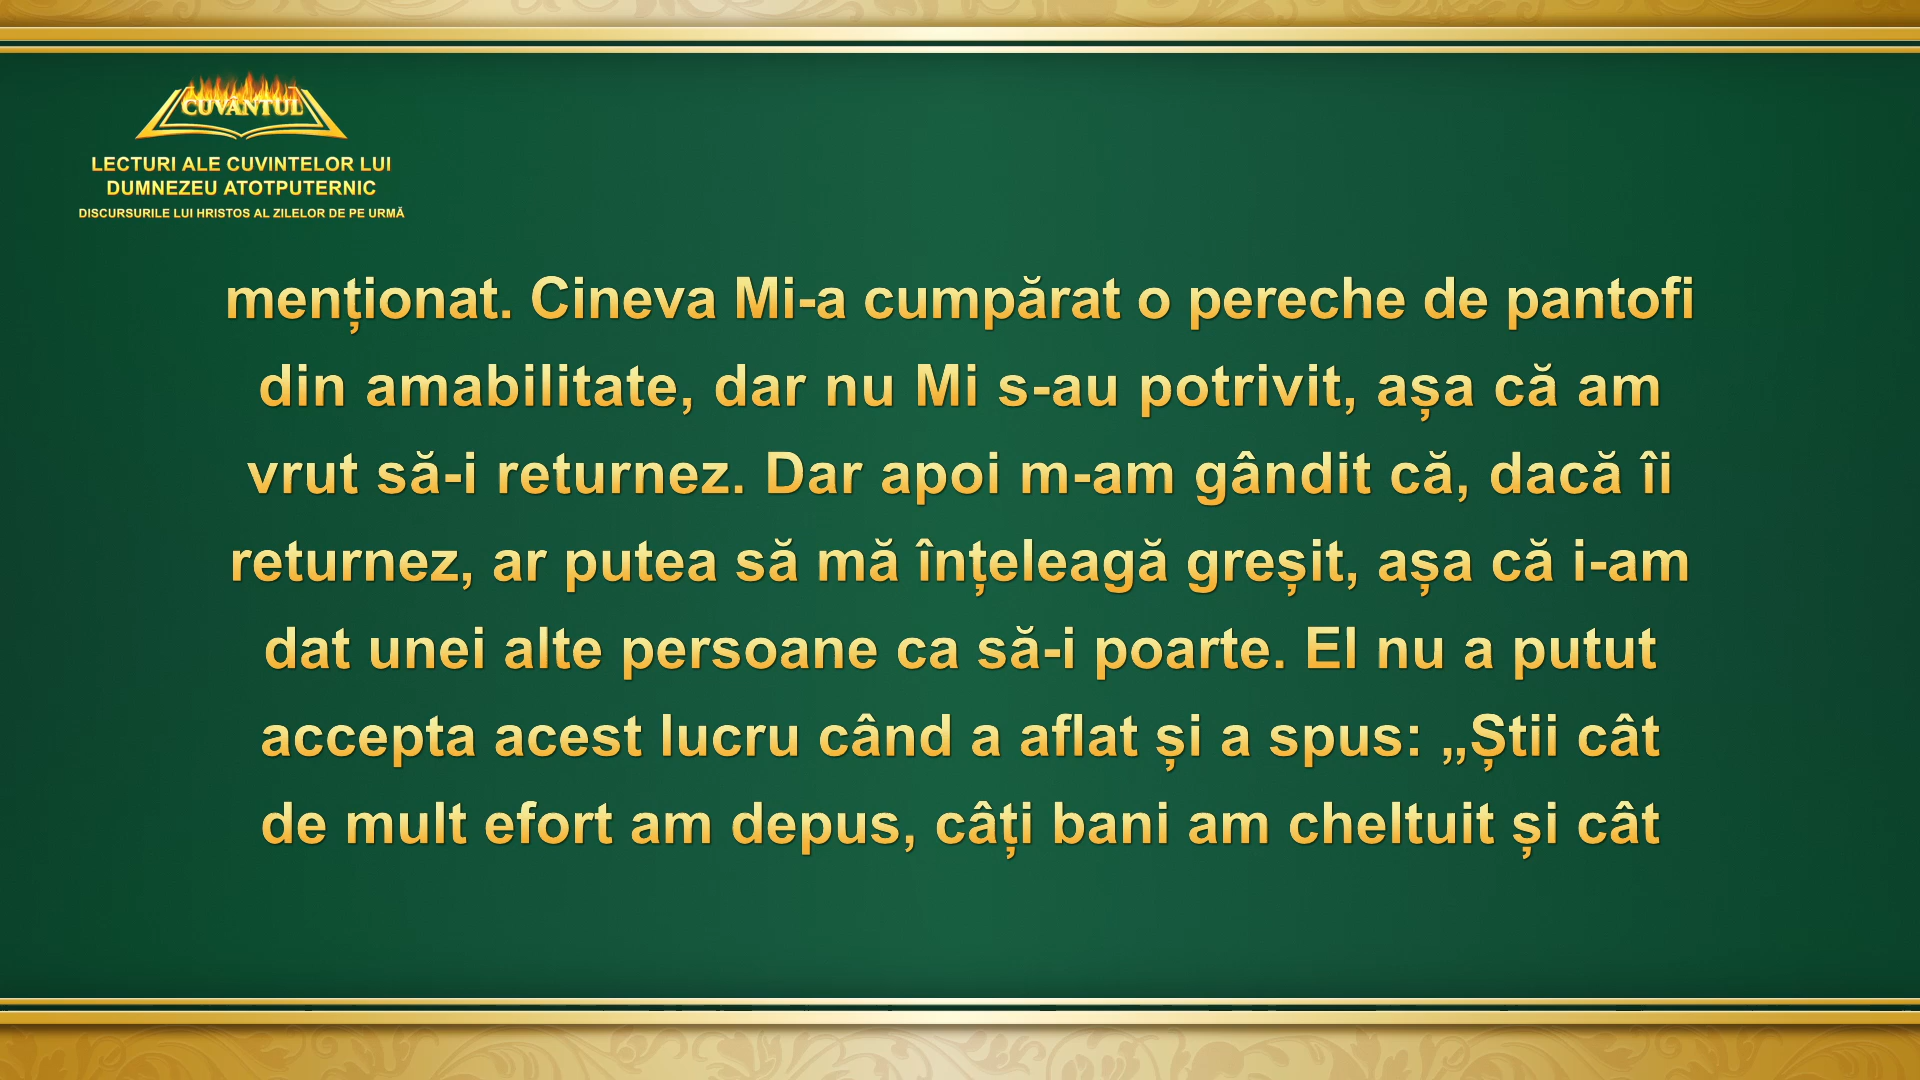 CUVÂNTUL
LECTURI ALE CUVINTELOR LUI
DUMNEZEU ATOTPUTERNIC
DISCURSURILE LUI HRISTOS AL ZILELOR DE PE URMĂ
menționat. Cineva Mi-a cumpărat o pereche de pantofi
din amabilitate, dar nu Mi s-au potrivit, așa că am
vrut să-i returnez. Dar apoi m-am gândit că, dacă îi
returnez, ar putea să mă înțeleagă greșit, așa că i-am
dat unei alte persoane ca să-i poarte. El nu a putut
accepta acest lucru când a aflat și a spus: „Știi cât
de mult efort am depus, câți bani am cheltuit și cât